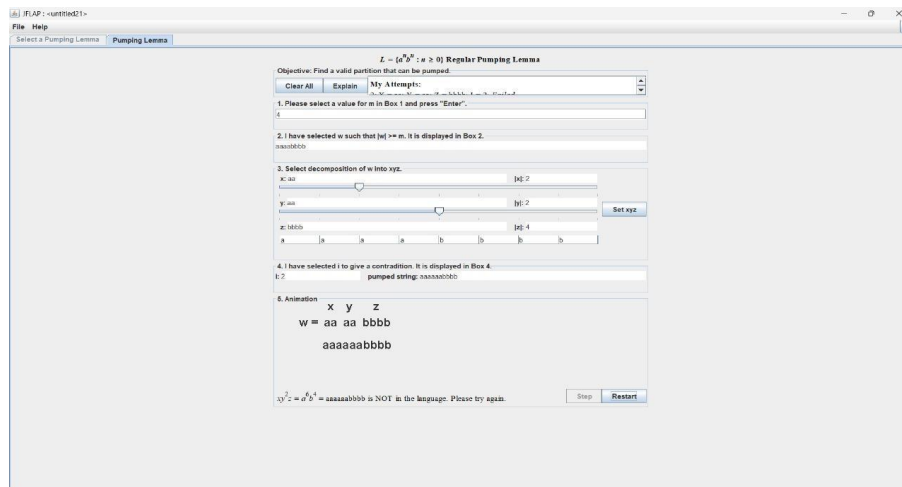 JFLAP : <untitled21>
File Help
Select a Pumping Lemma Pumping Lemma
L = {aⁿbⁿ : n ≥ 0} Regular Pumping Lemma
Objective: Find a valid partition that can be pumped.
Clear All Explain My Attempts:
1. Please select a value for m in Box 1 and press "Enter".
4
2. I have selected w such that |w| >= m. It is displayed in Box 2.
aaaabbbb
3. Select decomposition of w into xyz.
x: aa |x|: 2
y: aa |y|: 2
Set xyz
z: bbbb |z|: 4
a a a a b b b b
4. I have selected i to give a contradition. It is displayed in Box 4.
i: 2 pumped string: aaaaaabbbb
5. Animation
x y z
w = aa aa bbbb
aaaaaabbbb
xy²z = a⁶b⁴ = aaaaaabbbb is NOT in the language. Please try again.
Step Restart